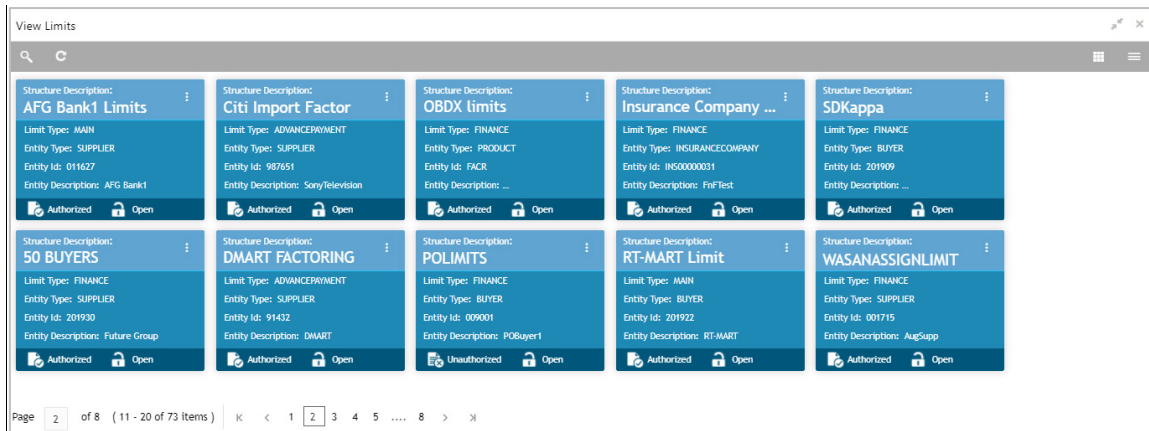 View Limits
Structure Description:
AFG Bank1 Limits
Limit Type: MAIN
Entity Type: SUPPLIER
Entity Id: 011627
Entity Description: AFG Bank1
Authorized Open
Structure Description:
Citi Import Factor
Limit Type: ADVANCEPAYMENT
Entity Type: SUPPLIER
Entity Id: 987651
Entity Description: SonyTelevision
Authorized Open
Structure Description:
OBDX limits
Limit Type: FINANCE
Entity Type: PRODUCT
Entity Id: FACR
Entity Description: ...
Authorized Open
Structure Description:
Insurance Company ...
Limit Type: FINANCE
Entity Type: INSURANCECOMPANY
Entity Id: INS00000031
Entity Description: FnFTest
Authorized Open
Structure Description:
SDKappa
Limit Type: FINANCE
Entity Type: BUYER
Entity Id: 201909
Entity Description: ...
Authorized Open
Structure Description:
50 BUYERS
Limit Type: FINANCE
Entity Type: SUPPLIER
Entity Id: 201930
Entity Description: Future Group
Authorized Open
Structure Description:
DMART FACTORING
Limit Type: ADVANCEPAYMENT
Entity Type: SUPPLIER
Entity Id: 91432
Entity Description: DMART
Authorized Open
Structure Description:
POLIMITS
Limit Type: FINANCE
Entity Type: BUYER
Entity Id: 009001
Entity Description: POBuyer1
Unauthorized Open
Structure Description:
RT-MART Limit
Limit Type: MAIN
Entity Type: BUYER
Entity Id: 201922
Entity Description: RT-MART
Authorized Open
Structure Description:
WASANASSIGNLIMIT
Limit Type: FINANCE
Entity Type: SUPPLIER
Entity Id: 001715
Entity Description: AugSupp
Authorized Open
Page 2 of 8 ( 11 - 20 of 73 items ) 1 2 3 4 5 .... 8